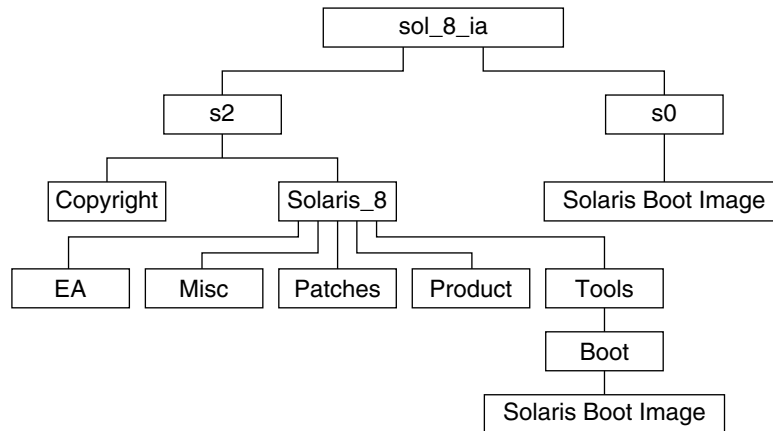 sol_8_ia
s2
s0
Copyright
Solaris_8
Solaris Boot Image
EA
Misc
Patches
Product
Tools
Boot
Solaris Boot Image